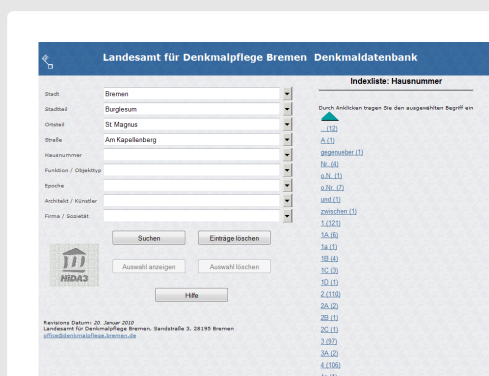 Landesamt für Denkmalpflege Bremen Denkmaldatenbank
Indexliste: Hausnummer
Stadt Bremen
Stadtteil Burglesum
Ortsteil St Magnus
Straße Am Kapellenberg
Hausnummer
Funktion / Objekttyp
Epoche
Architekt / Künstler
Firma / Sozietät
Suchen Einträge löschen
Auswahl anzeigen Auswahl löschen
Hilfe
NIDA3
Revisions Datum: 20. Januar 2010
Landesamt für Denkmalpflege Bremen, Sandstraße 3, 28195 Bremen
office@denkmalpflege.bremen.de
Durch Anklicken tragen Sie den ausgewählten Begriff ein
(12)
A (1)
gegenueber (1)
Nr. (4)
o.N. (1)
o.Nr. (7)
und (1)
zwischen (1)
1 (121)
1A (6)
1a (1)
1B (4)
1C (3)
1D (1)
2 (110)
2A (2)
2B (1)
2C (1)
3 (97)
3A (2)
4 (106)